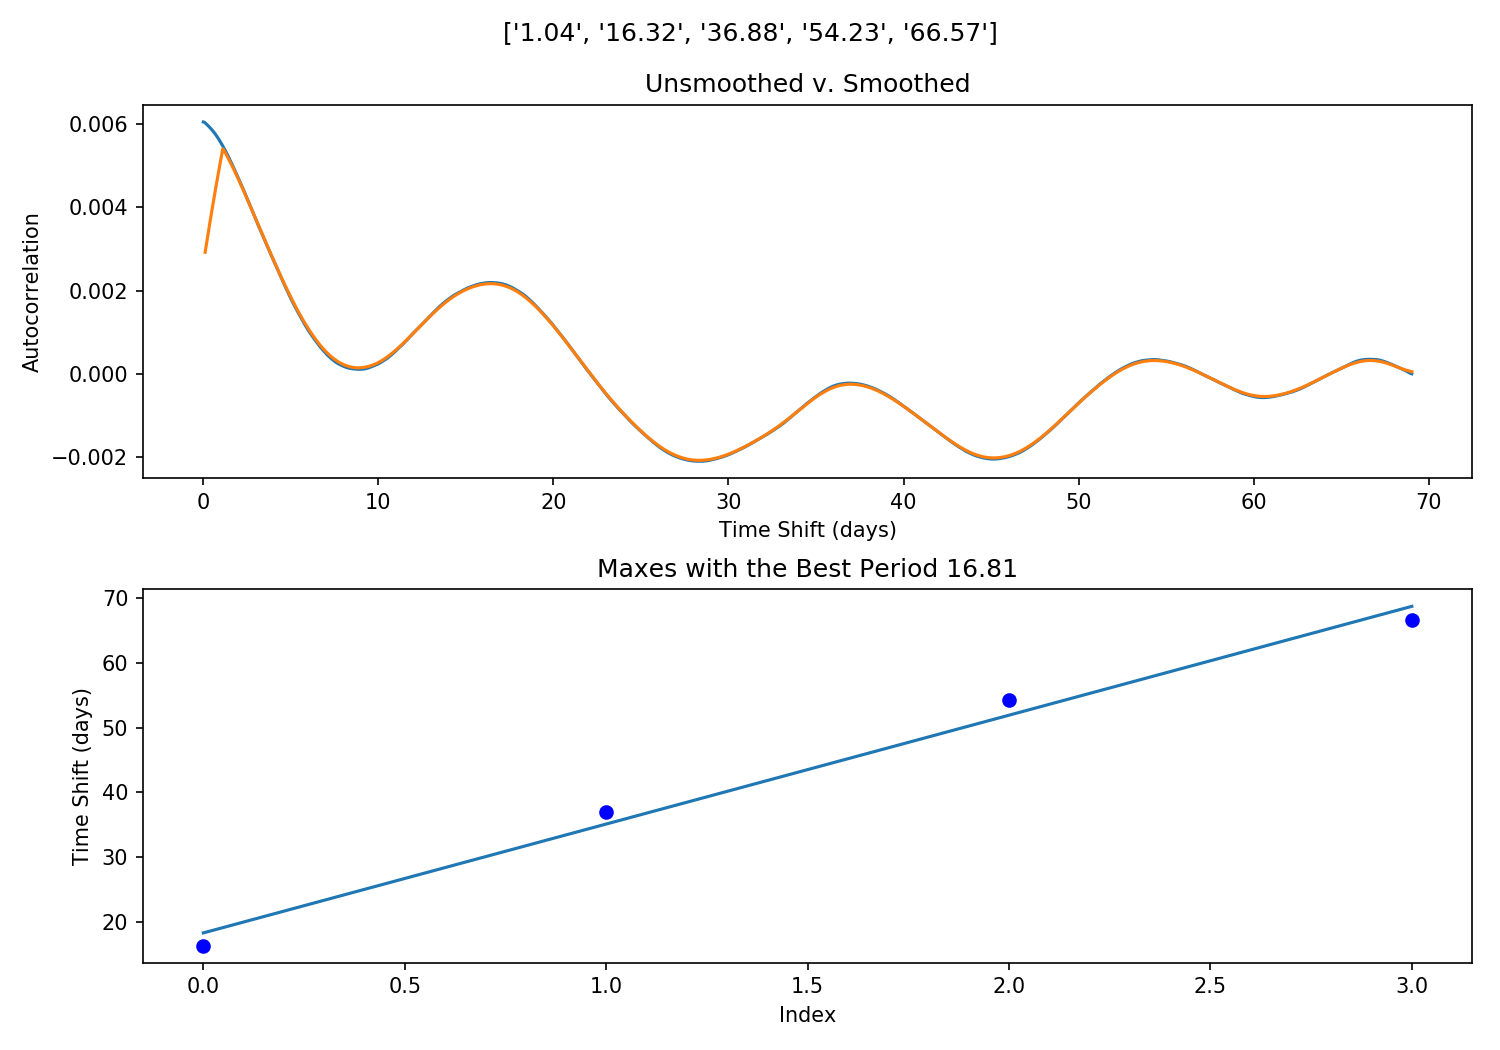 ['1.04', '16.32', '36.88', '54.23', '66.57']
Unsmoothed v. Smoothed
0.006
0.004
0.002
0.000
−0.002
Autocorrelation
0 10 20 30 40 50 60 70
Time Shift (days)
Maxes with the Best Period 16.81
70
60
50
40
30
20
Time Shift (days)
0.0 0.5 1.0 1.5 2.0 2.5 3.0
Index